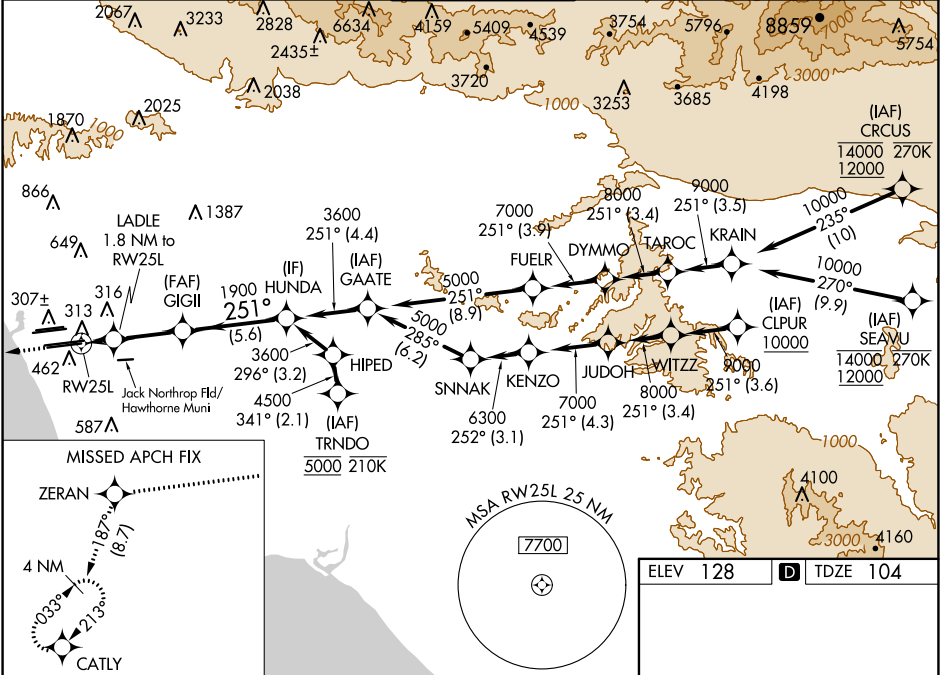 2067
3233
2828
6634
4159
5409
4539
3754
5796
8859
5754
2435±
3720
2038
3253
3685
4198
3000
1000
2025
1870
(IAF)
CRCUS
14000 270K
12000
866
1387
649
LADLE
1.8 NM to
RW25L
3600
251° (4.4)
7000
251° (3.9)
8000
251° (3.4)
9000
251° (3.5)
10000
235°
(10)
(FAF)
GIGII
1900
251°
(5.6)
(IF)
HUNDA
(IAF)
GAATE
FUELR
DYMMO
TAROC
KRAIN
5000
251°
(8.9)
10000
270°
(9.9)
307±
313
316
462
RW25L
Jack Northrop Fld/
Hawthorne Muni
5000
285°
(6.2)
(IAF)
CLPUR
10000
(IAF)
SEAVU
14000 270K
12000
3600
296° (3.2)
HIPED
SNNAK
KENZO
JUDOH
WITZZ
9000
251° (3.6)
4500
341° (2.1)
6300
252° (3.1)
7000
251° (4.3)
8000
251° (3.4)
587
(IAF)
TRNDO
5000 210K
1000
4100
3000
4160
MISSED APCH FIX
ZERAN
187°
(8.7)
4 NM
033°
213°
CATLY
MSA RW25L 25 NM
7700
ELEV 128
D
TDZE 104